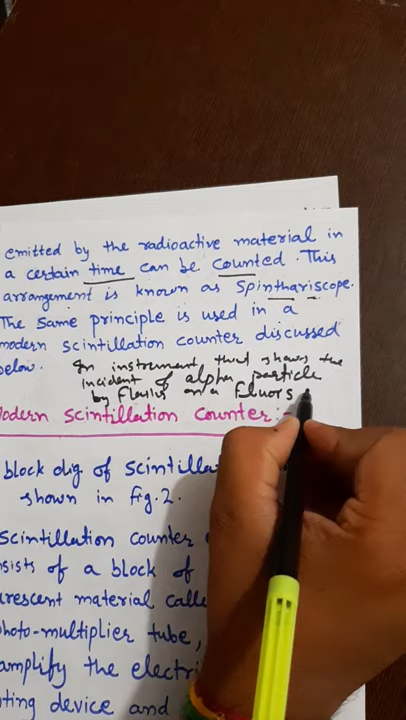 emitted by the radioactive material in
a certain time can be counted. This
arrangement is known as Spinthariscope.
The same principle is used in a
modern scintillation counter discussed
below. In instrument that shows the
incident of alpha particle
by Flashes on a Fluors
Modern Scintillation Counter:-
block dig. of Scintilla
shown in fig. 2.
scintillation counter
sists of a block of
rescent material calle
hoto-multiplier tube,
amplify the electri
ting device and